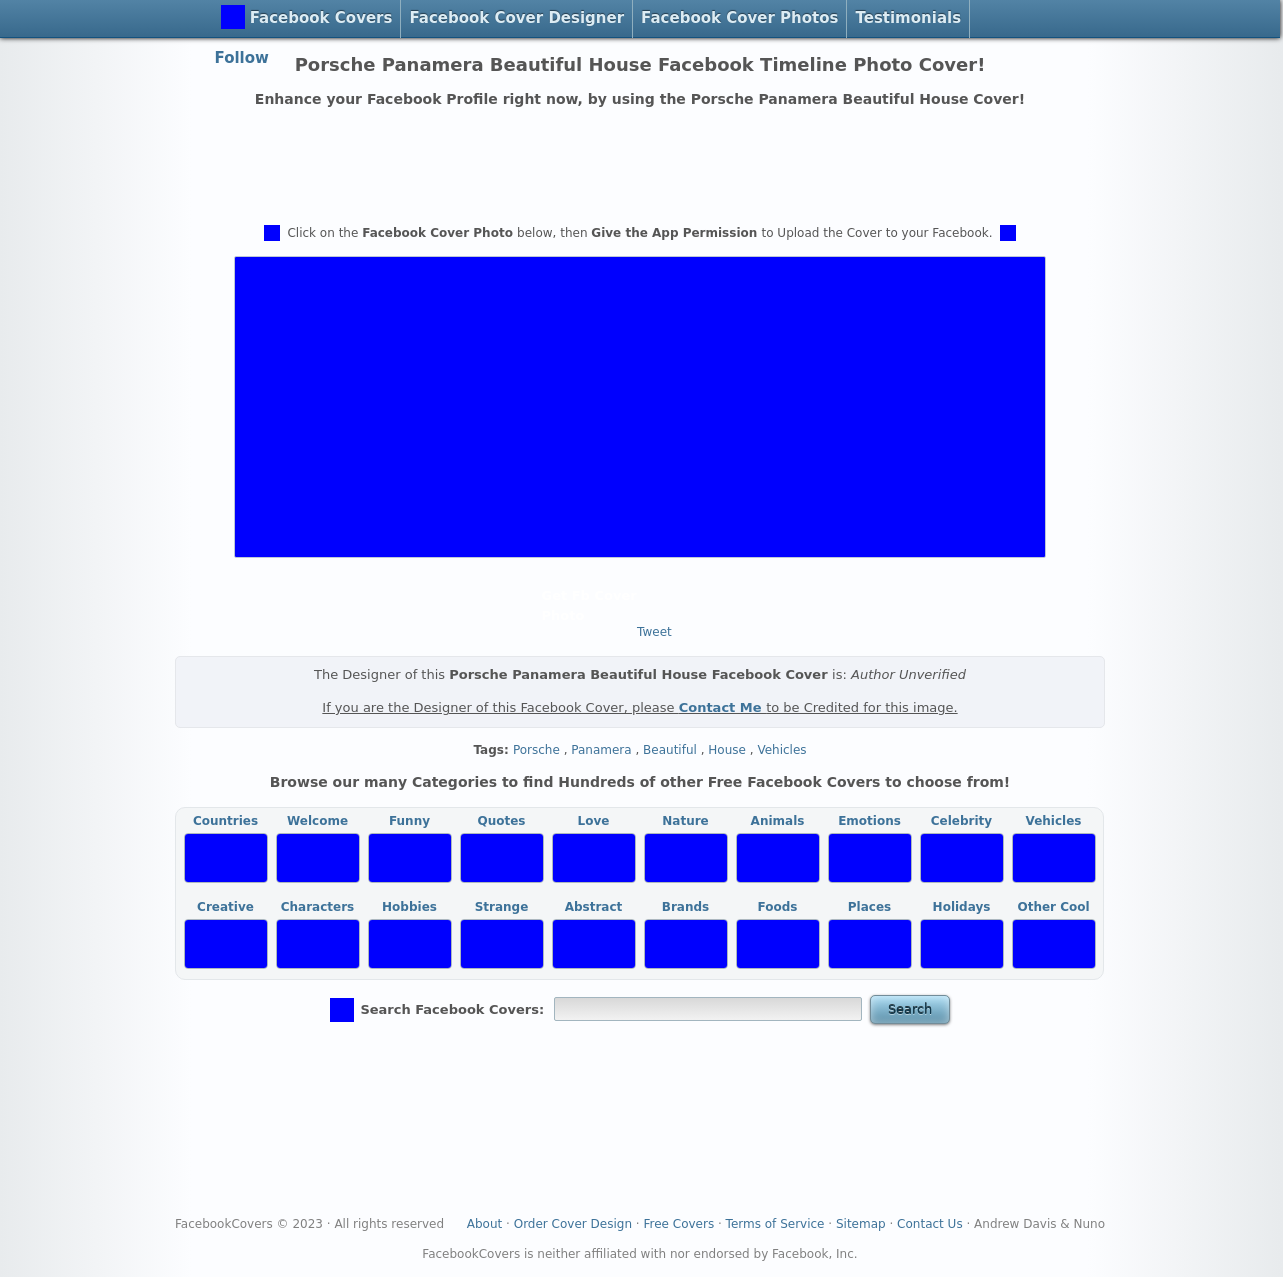 Facebook Covers Facebook Cover Designer Facebook Cover Photos Testimonials
Follow
Porsche Panamera Beautiful House Facebook Timeline Photo Cover!
Enhance your Facebook Profile right now, by using the Porsche Panamera Beautiful House Cover!
Click on the Facebook Cover Photo below, then Give the App Permission to Upload the Cover to your Facebook.
Tweet
The Designer of this Porsche Panamera Beautiful House Facebook Cover is: Author Unverified
If you are the Designer of this Facebook Cover, please Contact Me to be Credited for this image.
Tags: Porsche , Panamera , Beautiful , House , Vehicles
Browse our many Categories to find Hundreds of other Free Facebook Covers to choose from!
Countries Welcome Funny Quotes Love Nature Animals Emotions Celebrity Vehicles
Creative Characters Hobbies Strange Abstract Brands Foods Places Holidays Other Cool
Search Facebook Covers: Search
FacebookCovers © 2023 · All rights reserved About · Order Cover Design · Free Covers · Terms of Service · Sitemap · Contact Us · Andrew Davis & Nuno
FacebookCovers is neither affiliated with nor endorsed by Facebook, Inc.